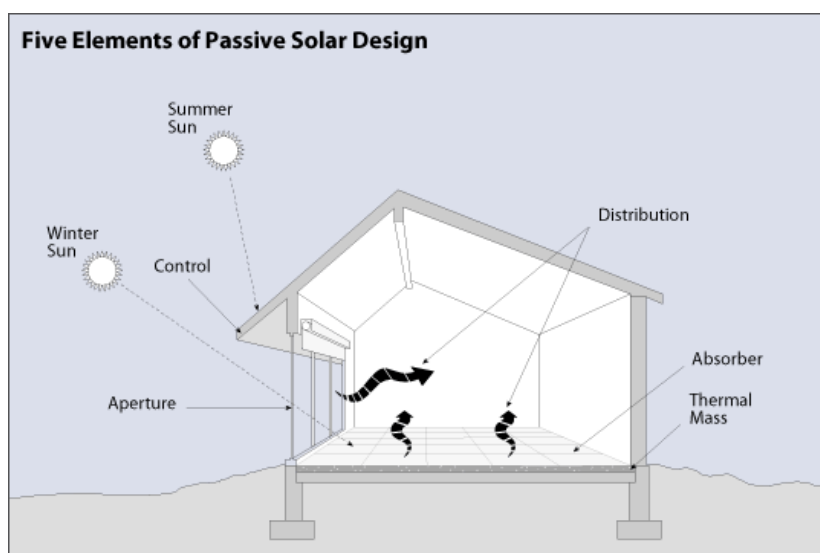 Five Elements of Passive Solar Design
Summer
Sun
Winter
Sun
Control
Distribution
Aperture
Absorber
Thermal
Mass